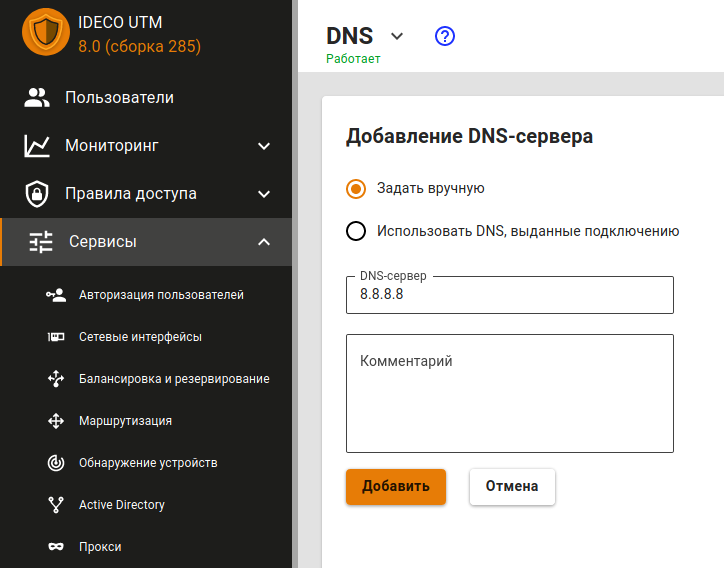 IDECO UTM
8.0 (сборка 285)
Пользователи
Мониторинг
Правила доступа
Сервисы
Авторизация пользователей
Сетевые интерфейсы
Балансировка и резервирование
Маршрутизация
Обнаружение устройств
Active Directory
Прокси
DNS
Работает
Добавление DNS-сервера
Задать вручную
Использовать DNS, выданные подключению
DNS-сервер
8.8.8.8
Комментарий
Добавить
Отмена